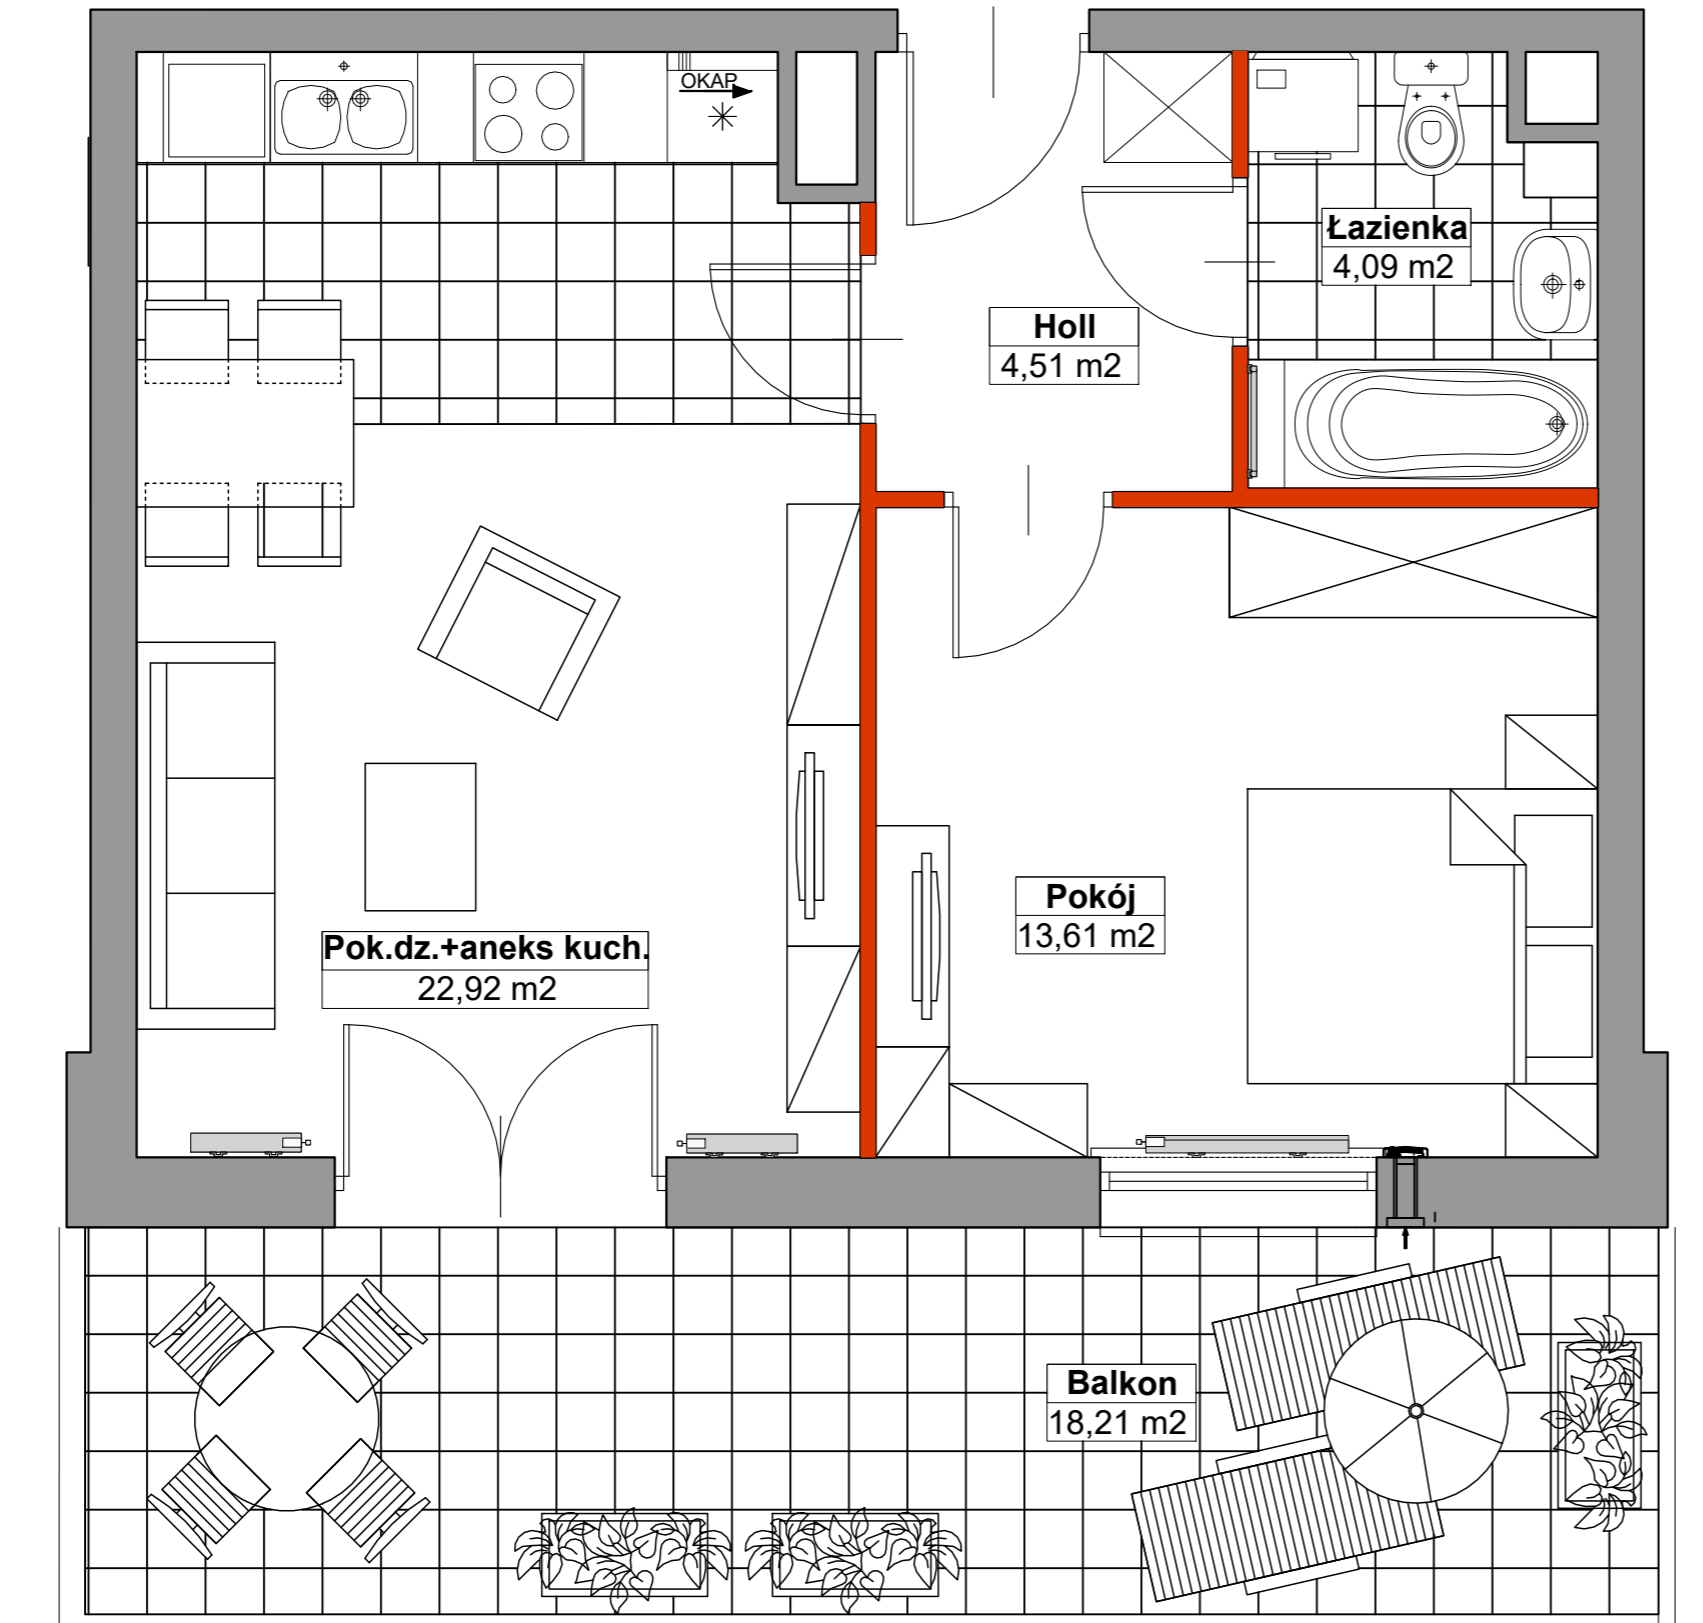 OKAP
Łazienka
4,09 m2
Holl
4,51 m2
Pokój
13,61 m2
Pok.dz.+aneks kuch.
22,92 m2
Balkon
18,21 m2